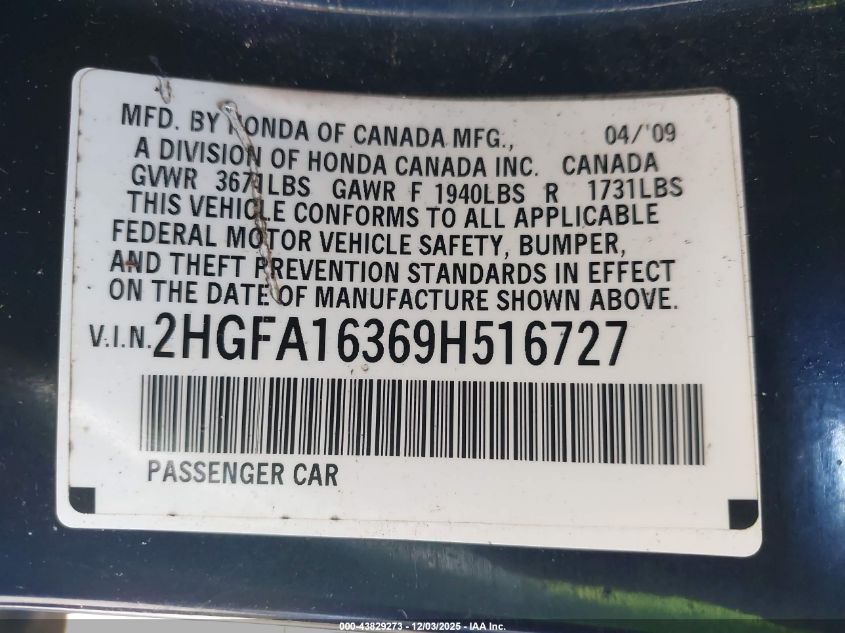 MFD. BY HONDA OF CANADA MFG., 04/'09
A DIVISION OF HONDA CANADA INC. CANADA
GVWR 3671LBS GAWR F 1940LBS R 1731LBS
THIS VEHICLE CONFORMS TO ALL APPLICABLE
FEDERAL MOTOR VEHICLE SAFETY, BUMPER,
AND THEFT PREVENTION STANDARDS IN EFFECT
ON THE DATE OF MANUFACTURE SHOWN ABOVE.
V.I.N. 2HGFA16369H516727
PASSENGER CAR
000-43829273 - 12/03/2025 - IAA Inc.